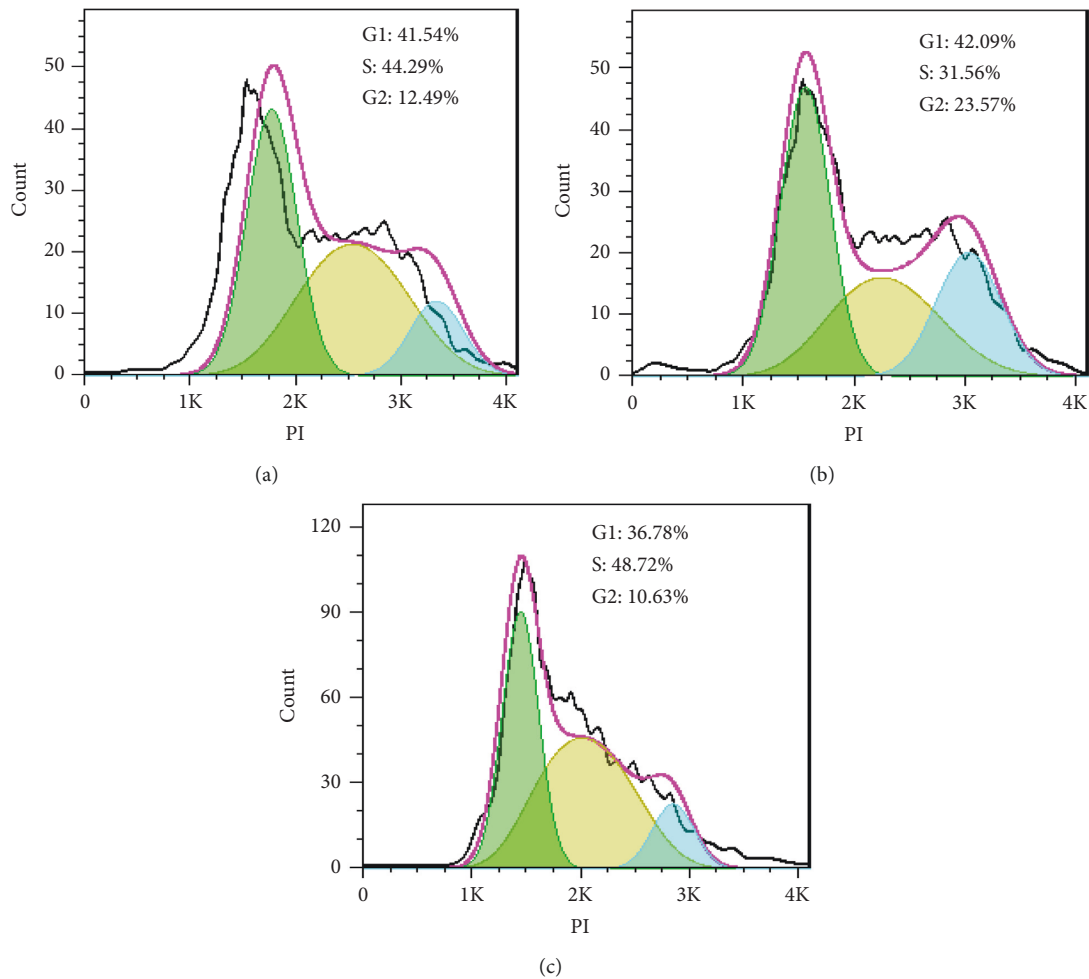 G1: 41.54%
S: 44.29%
G2: 12.49%
50
40
30
20
10
0
Count
0 1K 2K 3K 4K
PI
(a)
G1: 42.09%
S: 31.56%
G2: 23.57%
50
40
30
20
10
0
Count
0 1K 2K 3K 4K
PI
(b)
G1: 36.78%
S: 48.72%
G2: 10.63%
120
90
60
30
0
Count
0 1K 2K 3K 4K
PI
(c)